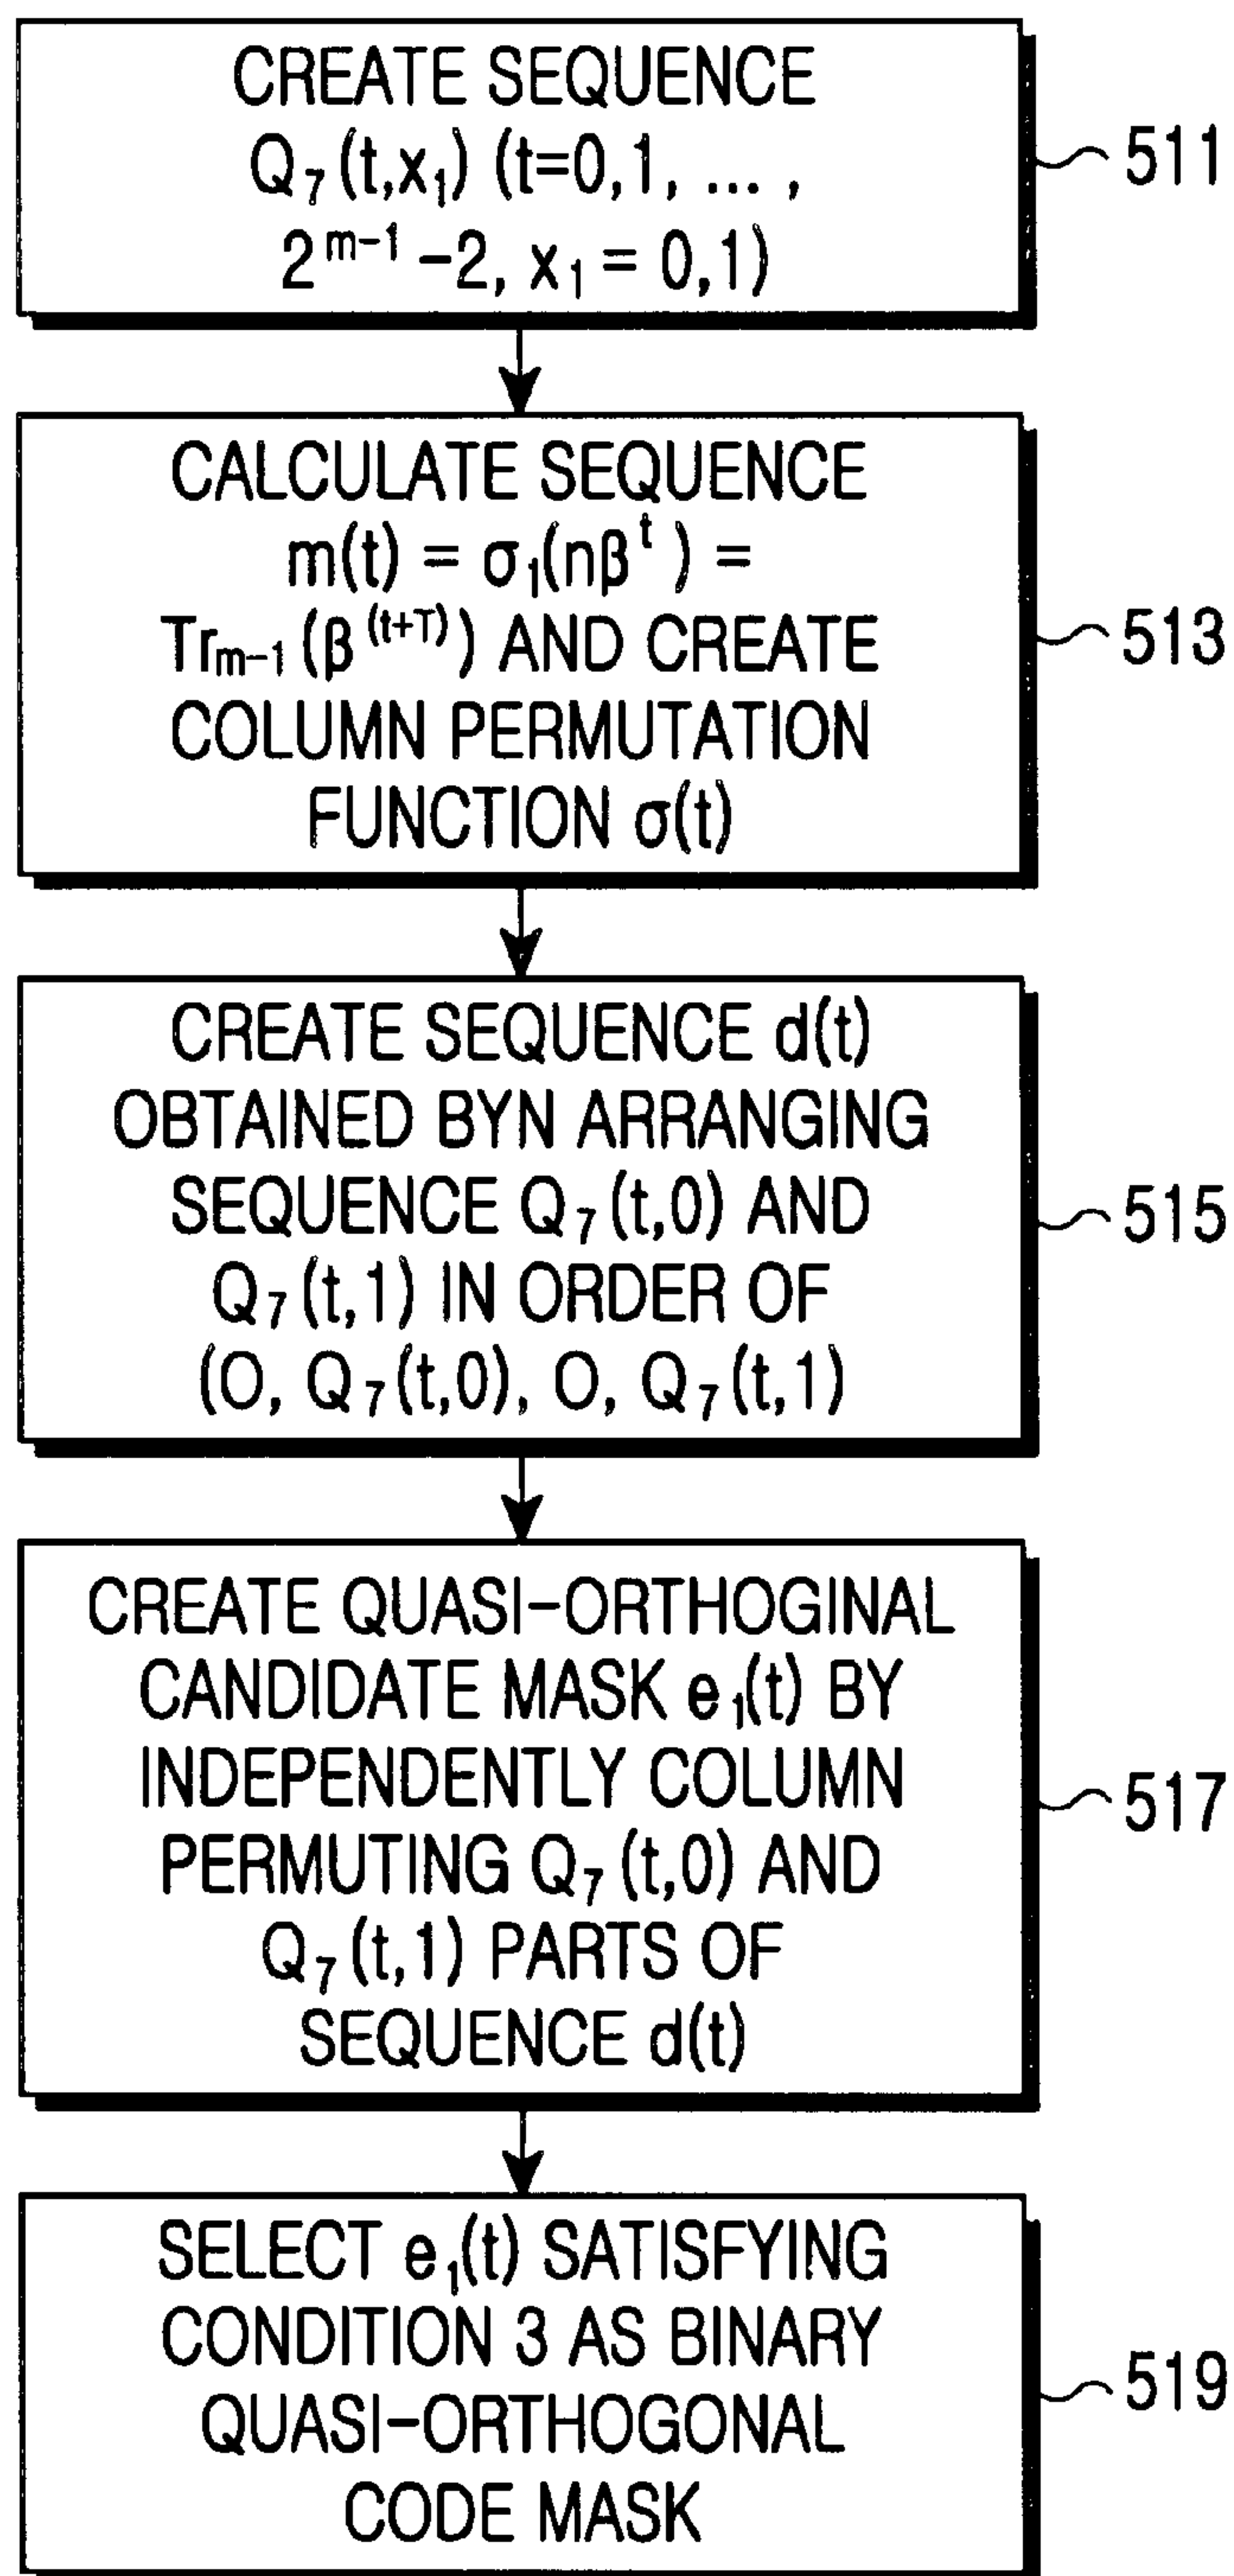 CREATE SEQUENCE
Q₇(t,x₁) (t=0,1, ... ,
2ᵐ⁻¹-2, x₁ = 0,1)
511
CALCULATE SEQUENCE
m(t) = σ₁(nβᵗ) =
Trₘ₋₁(β⁽ᵗ⁺ᵀ⁾) AND CREATE
COLUMN PERMUTATION
FUNCTION σ(t)
513
CREATE SEQUENCE d(t)
OBTAINED BYN ARRANGING
SEQUENCE Q₇(t,0) AND
Q₇(t,1) IN ORDER OF
(O, Q₇(t,0), O, Q₇(t,1)
515
CREATE QUASI-ORTHOGINAL
CANDIDATE MASK e₁(t) BY
INDEPENDENTLY COLUMN
PERMUTING Q₇(t,0) AND
Q₇(t,1) PARTS OF
SEQUENCE d(t)
517
SELECT e₁(t) SATISFYING
CONDITION 3 AS BINARY
QUASI-ORTHOGONAL
CODE MASK
519